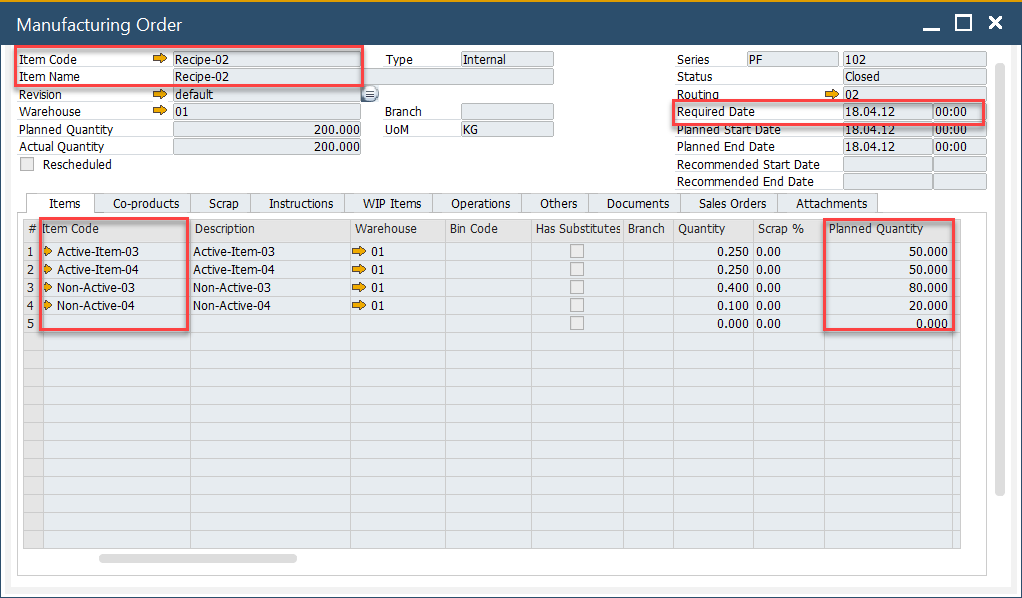 Manufacturing Order
Item Code Recipe-02 Type Internal Series PF 102
Item Name Recipe-02 Status Closed
Revision default Routing 02
Warehouse 01 Branch Required Date 18.04.12 00:00
Planned Quantity 200.000 UoM KG Planned Start Date 18.04.12 00:00
Actual Quantity 200.000 Planned End Date 18.04.12 00:00
Rescheduled Recommended Start Date
Recommended End Date
Items Co-products Scrap Instructions WIP Items Operations Others Documents Sales Orders Attachments
# Item Code Description Warehouse Bin Code Has Substitutes Branch Quantity Scrap % Planned Quantity
1 Active-Item-03 Active-Item-03 01 0.250 0.00 50.000
2 Active-Item-04 Active-Item-04 01 0.250 0.00 50.000
3 Non-Active-03 Non-Active-03 01 0.400 0.00 80.000
4 Non-Active-04 Non-Active-04 01 0.100 0.00 20.000
5 0.000 0.00 0.000